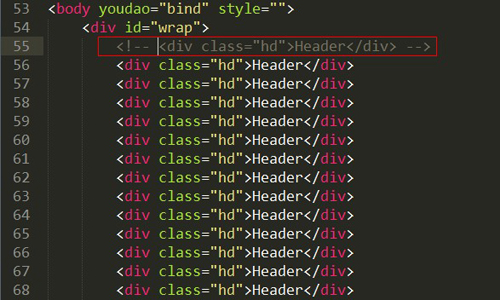 53 <body youdao="bind" style="">
54 <div id="wrap">
55 <!-- <div class="hd">Header</div> -->
56 <div class="hd">Header</div>
57 <div class="hd">Header</div>
58 <div class="hd">Header</div>
59 <div class="hd">Header</div>
60 <div class="hd">Header</div>
61 <div class="hd">Header</div>
62 <div class="hd">Header</div>
63 <div class="hd">Header</div>
64 <div class="hd">Header</div>
65 <div class="hd">Header</div>
66 <div class="hd">Header</div>
67 <div class="hd">Header</div>
68 <div class="hd">Header</div>